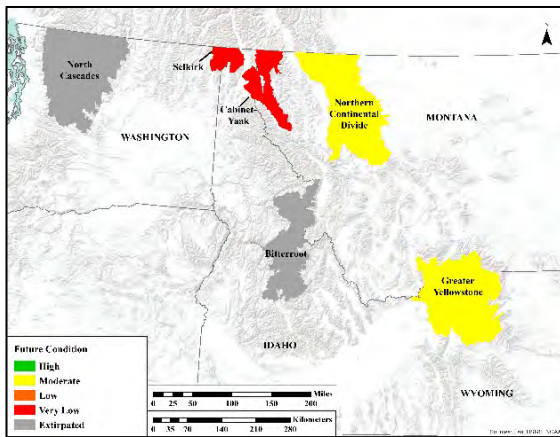 North
Cascades
Selkirk
Cabinet-
Yaak
Northern
Continental
Divide
WASHINGTON
MONTANA
Bitterroot
Greater
Yellowstone
IDAHO
WYOMING
Future Condition
High
Moderate
Low
Very Low
Extirpated
Miles
0 25 50 100 150 200
Kilometers
0 35 70 140 210 280